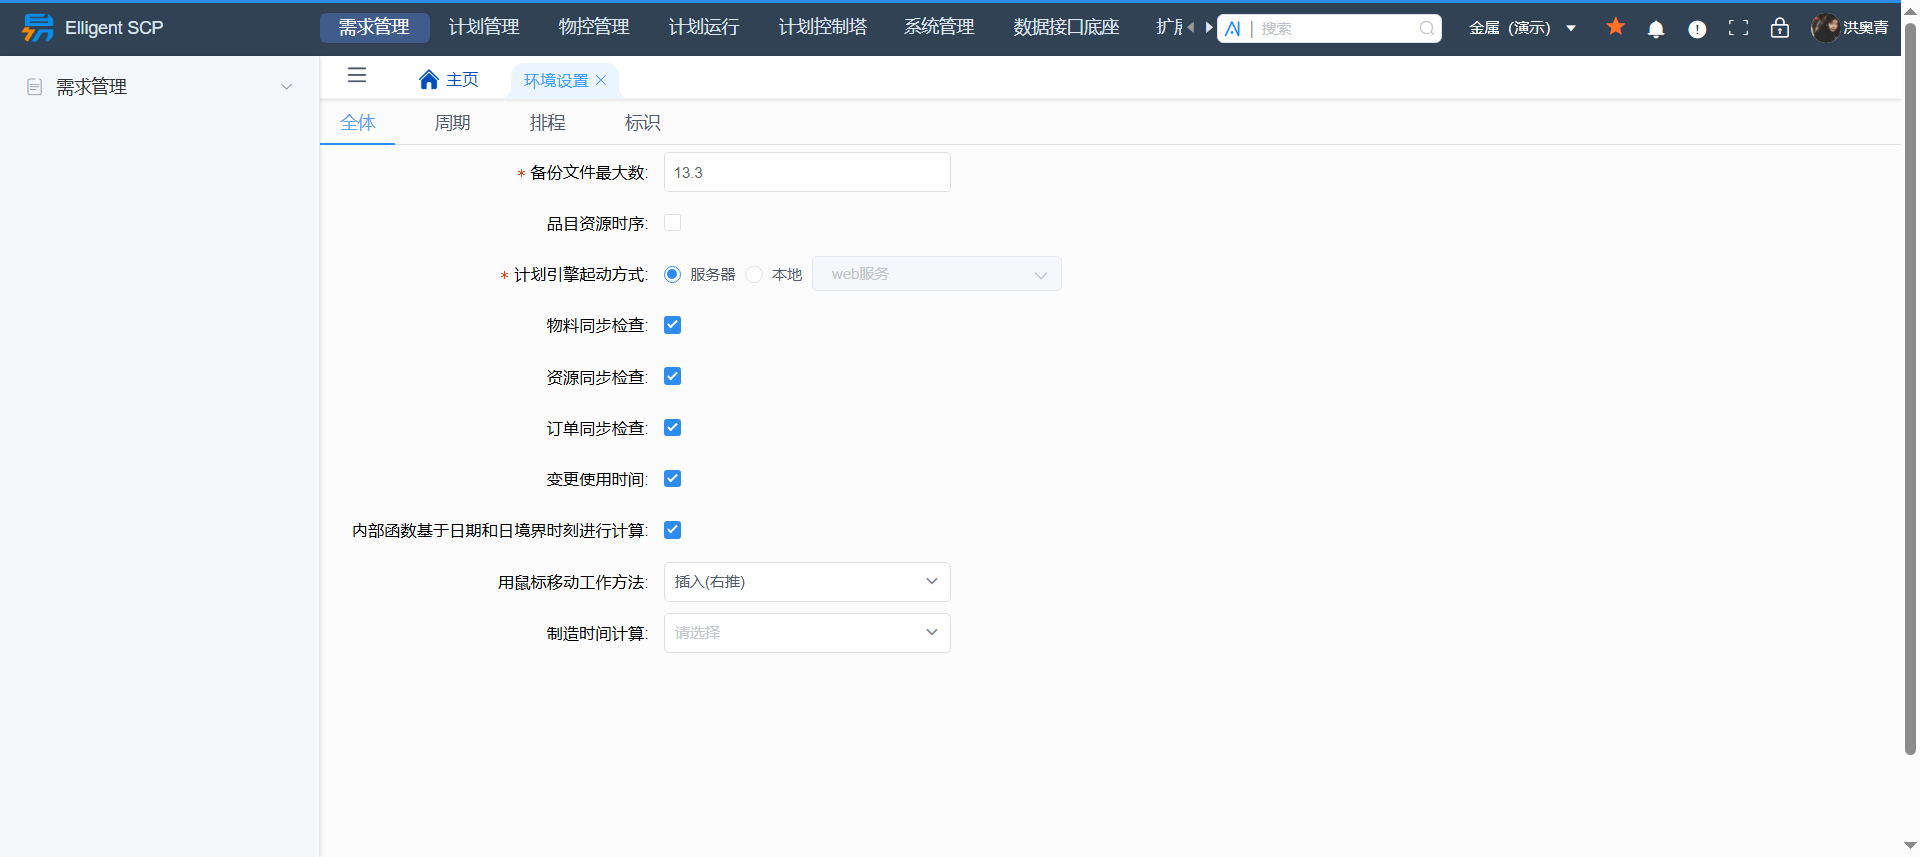 Elligent SCP
需求管理 计划管理 物控管理 计划运行 计划控制塔 系统管理 数据接口底座
搜索
金属（演示）
洪奥青
需求管理
主页
环境设置
全体 周期 排程 标识
* 备份文件最大数: 13.3
品目资源时序:
* 计划引擎起动方式: 服务器 本地 web服务
物料同步检查:
资源同步检查:
订单同步检查:
变更使用时间:
内部函数基于日期和日境界时刻进行计算:
用鼠标移动工作方法: 插入(右推)
制造时间计算: 请选择